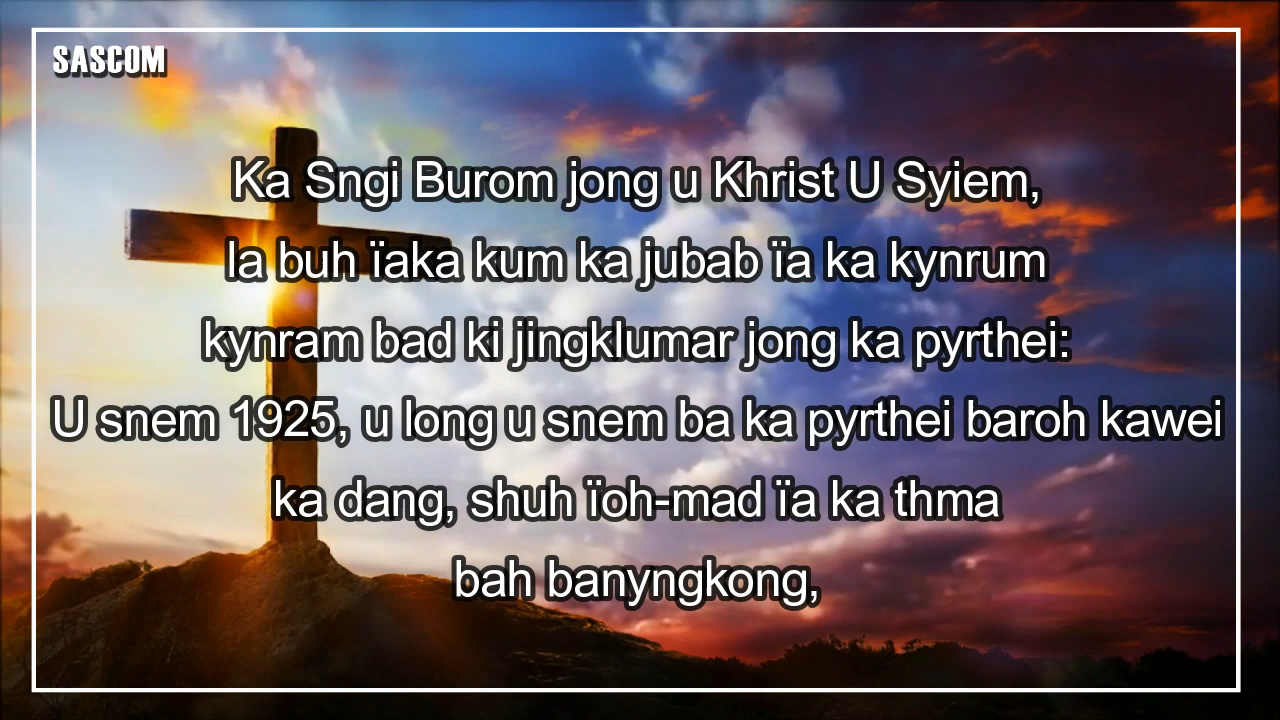 SASCOM
Ka Sngi Burom jong u Khrist U Syiem,
la buh ïaka kum ka jubab ïa ka kynrum
kynram bad ki jingklumar jong ka pyrthei:
U snem 1925, u long u snem ba ka pyrthei baroh kawei
ka dang, shuh ïoh-mad ïa ka thma
bah banyngkong,